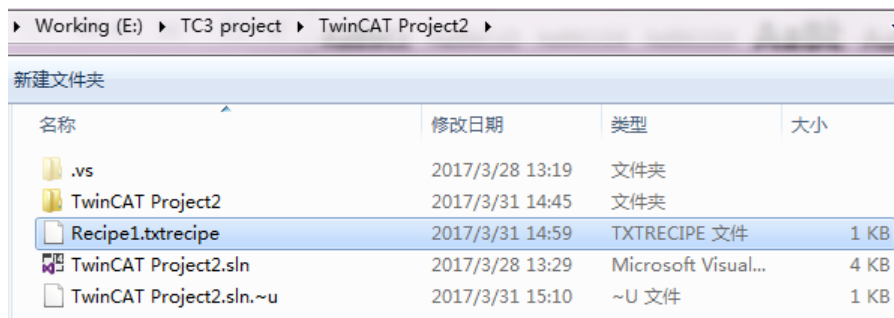 Working (E:) TC3 project TwinCAT Project2
新建文件夹
名称 修改日期 类型 大小
.vs 2017/3/28 13:19 文件夹
TwinCAT Project2 2017/3/31 14:45 文件夹
Recipe1.txtrecipe 2017/3/31 14:59 TXTRECIPE 文件 1 KB
TwinCAT Project2.sln 2017/3/28 13:29 Microsoft Visual... 4 KB
TwinCAT Project2.sln.~u 2017/3/31 15:10 ~U 文件 1 KB